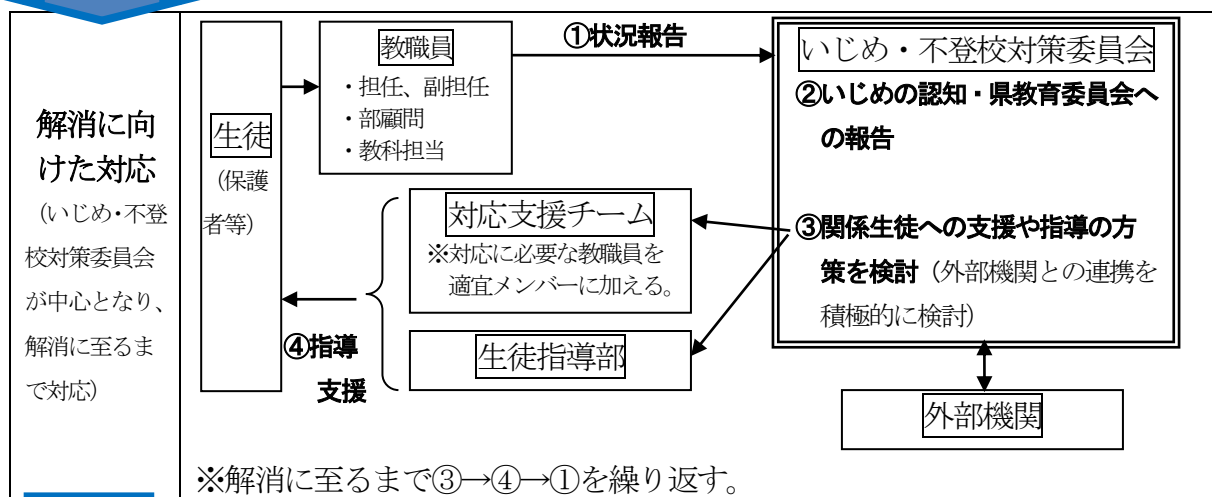 解消に向
けた対応
(いじめ・不登
校対策委員会
が中心となり、
解消に至るま
で対応)
生徒
(保護
者等)
教職員
・担任、副担任
・部顧問
・教科担当
①状況報告
いじめ・不登校対策委員会
②いじめの認知・県教育委員会へ
の報告
③関係生徒への支援や指導の方
策を検討(外部機関との連携を
積極的に検討)
対応支援チーム
※対応に必要な教職員を
適宜メンバーに加える。
生徒指導部
④指導
支援
外部機関
※解消に至るまで③→④→①を繰り返す。